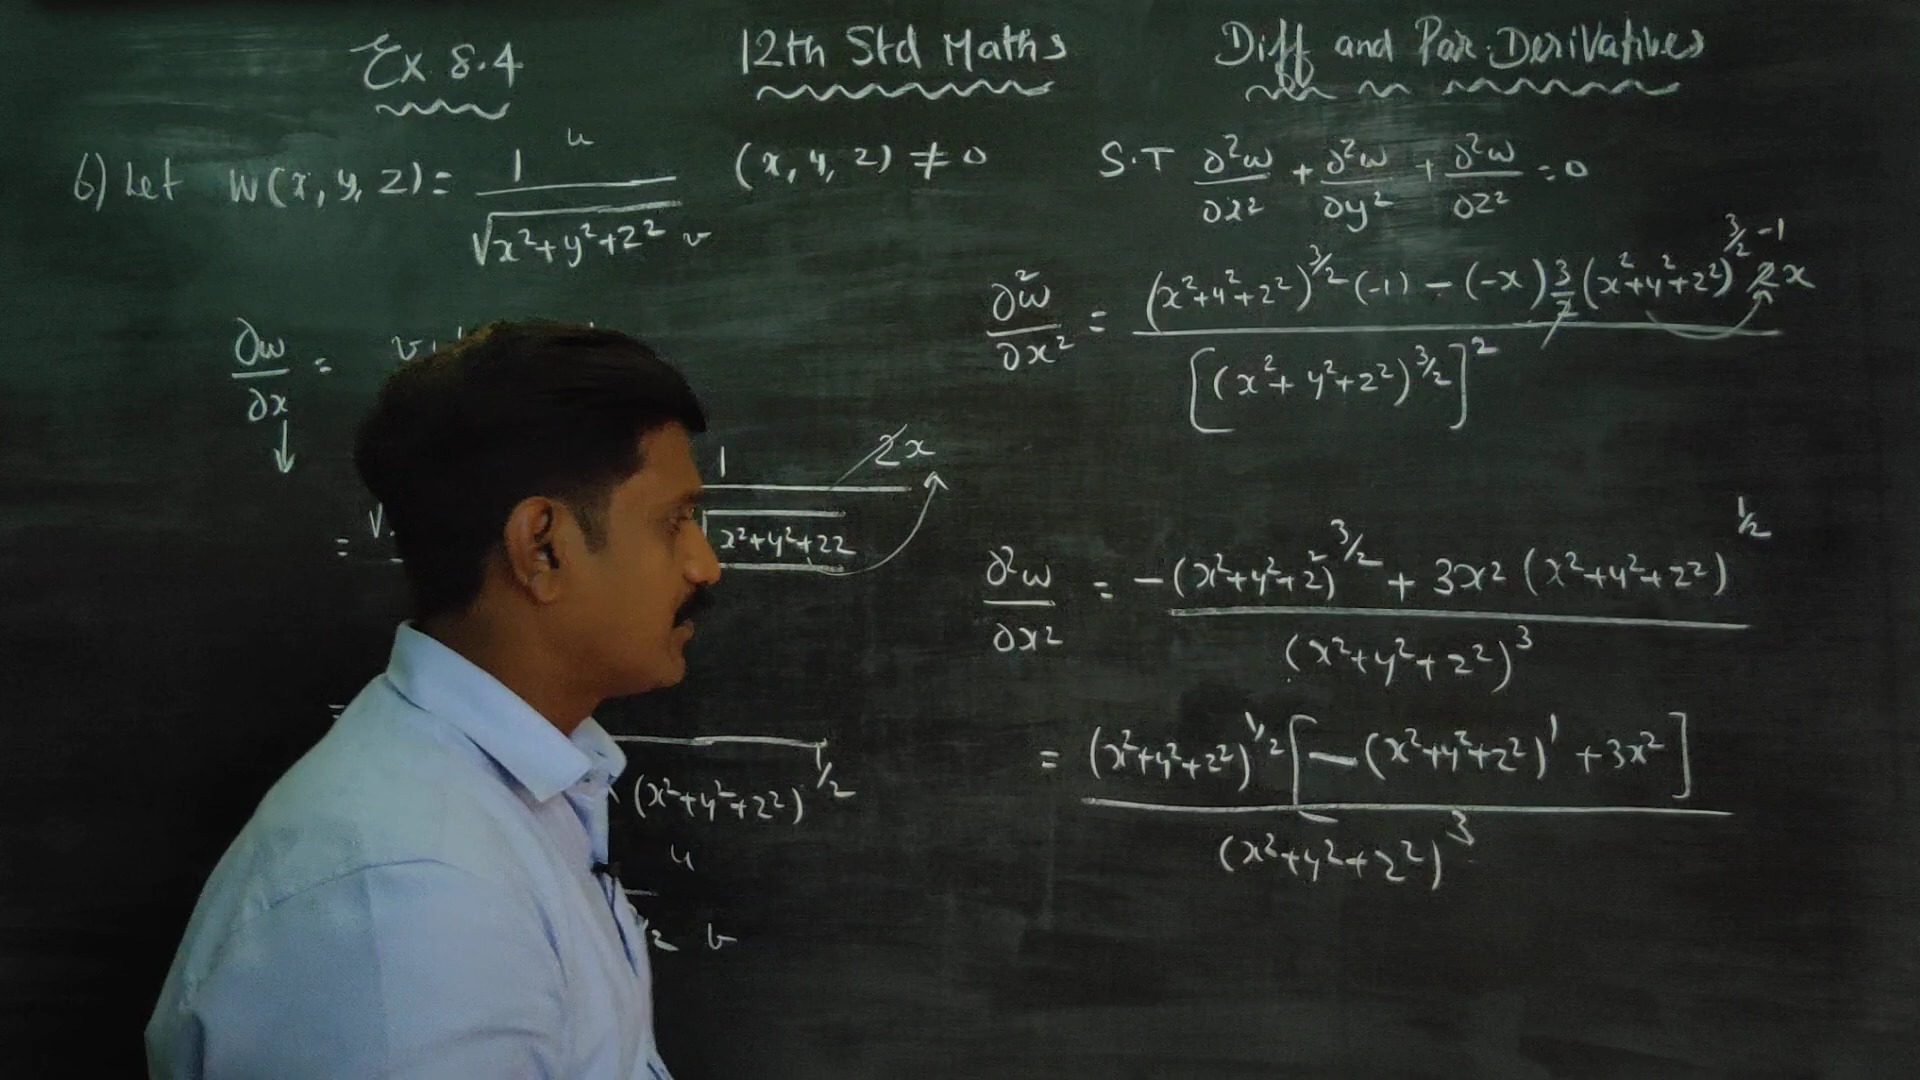 Ex 8.4 12th Std Maths Diff and Par. Derivatives
6) Let W(x, y, z) = 1 / √x²+y²+z² u v (x, y, z) ≠ 0 S.T ∂²w/∂x² + ∂²w/∂y² + ∂²w/∂z² = 0
∂w/∂x =
= 1 2x / √x²+y²+z²
=
(x²+y²+z²)^1/2
u
2 v
∂²w/∂x² = (x²+y²+z²)^3/2 (-1) - (-x) 3/2 (x²+y²+z²)^3/2-1 2x / [(x²+y²+z²)^3/2]²
∂²w/∂x² = -(x²+y²+z²)^3/2 + 3x² (x²+y²+z²)^1/2 / (x²+y²+z²)³
= (x²+y²+z²)^1/2 [-(x²+y²+z²)^1 + 3x²] / (x²+y²+z²)³